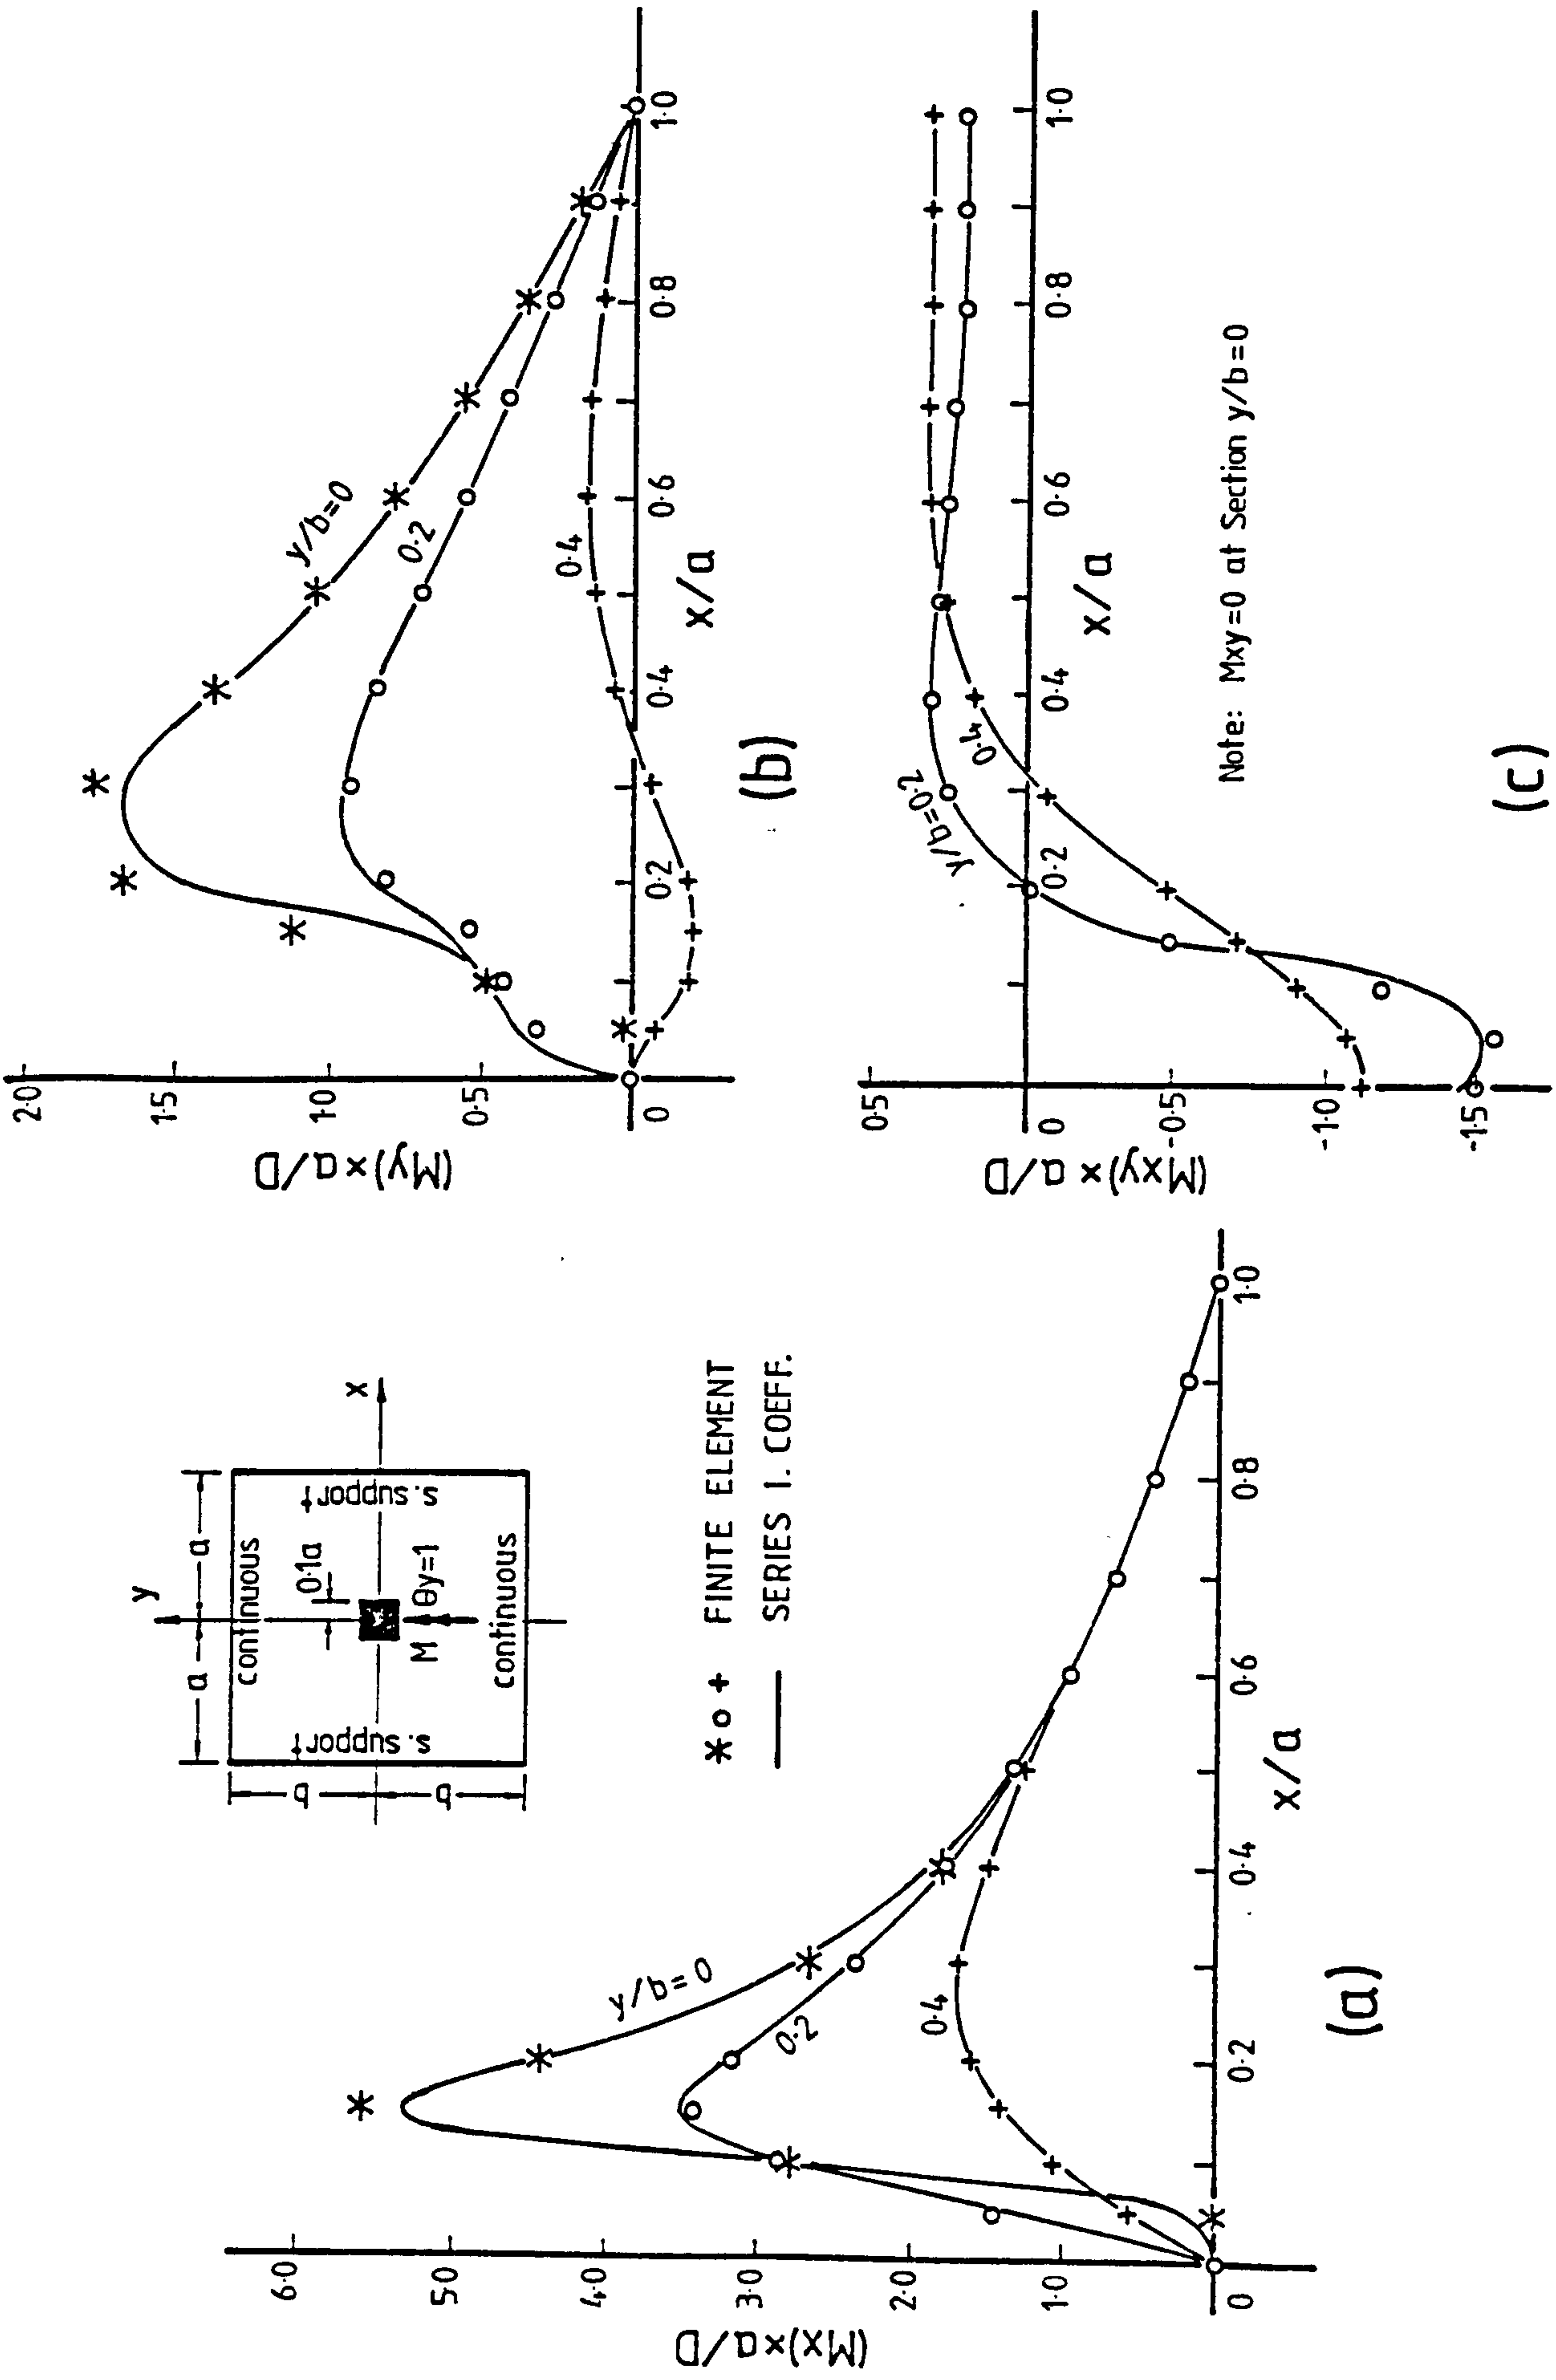 y
a
a
continuous
0·1a
s. support
s. support
x
b
b
M
θy=1
continuous
* o + FINITE ELEMENT
SERIES I. COEFF.
(Mx) x a/D
6·0
5·0
4·0
3·0
2·0
1·0
0
y/b=0
0·2
0·4
0·2
0·4
0·6
0·8
1·0
x/a
(a)
(My) x a/D
2·0
1·5
1·0
0·5
0
y/b=0
0·2
0·4
0·2
0·4
0·6
0·8
1·0
x/a
(b)
(Mxy) x a/D
0·5
0
-0·5
-1·0
-1·5
y/b=0·2
0·4
0·2
0·4
0·6
0·8
1·0
x/a
Note: Mxy=0 at Section y/b=0
(c)